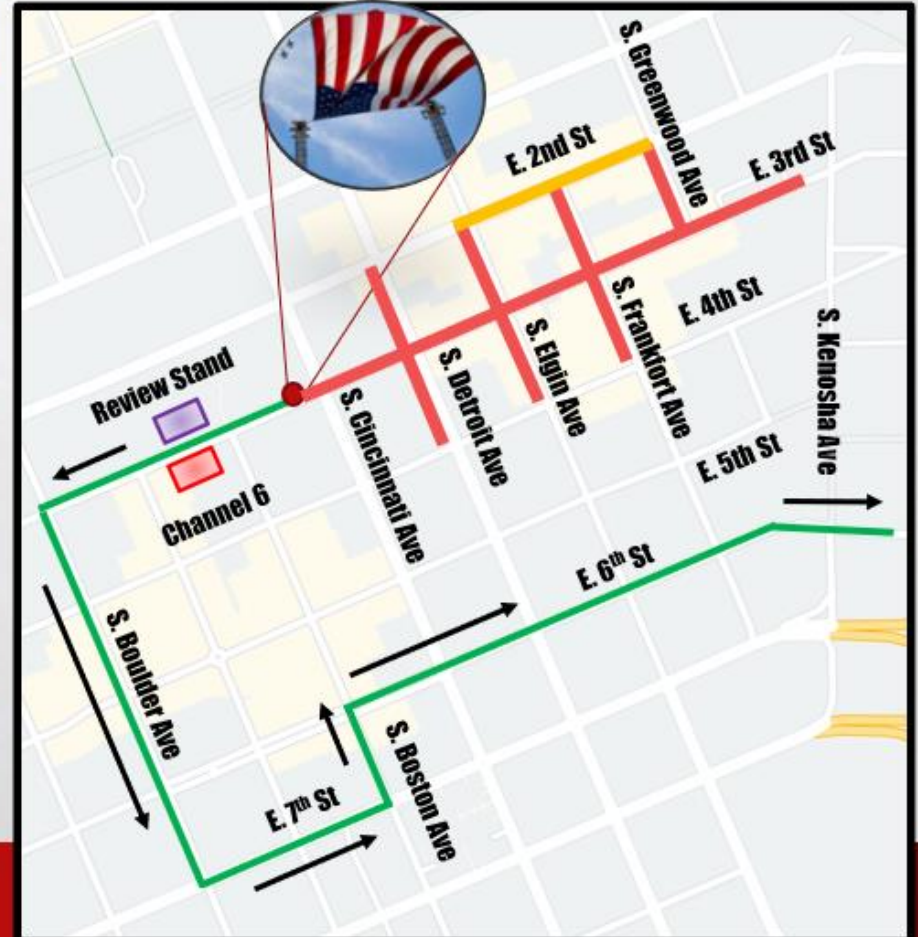 S. Greenwood Ave
E. 2nd St
E. 3rd St
S. Frankfort Ave
E. 4th St
S. Kenosha Ave
S. Elgin Ave
S. Detroit Ave
Review Stand
S. Cincinnati Ave
E. 5th St
Channel 6
E. 6th St
S. Boulder Ave
S. Boston Ave
E. 7th St